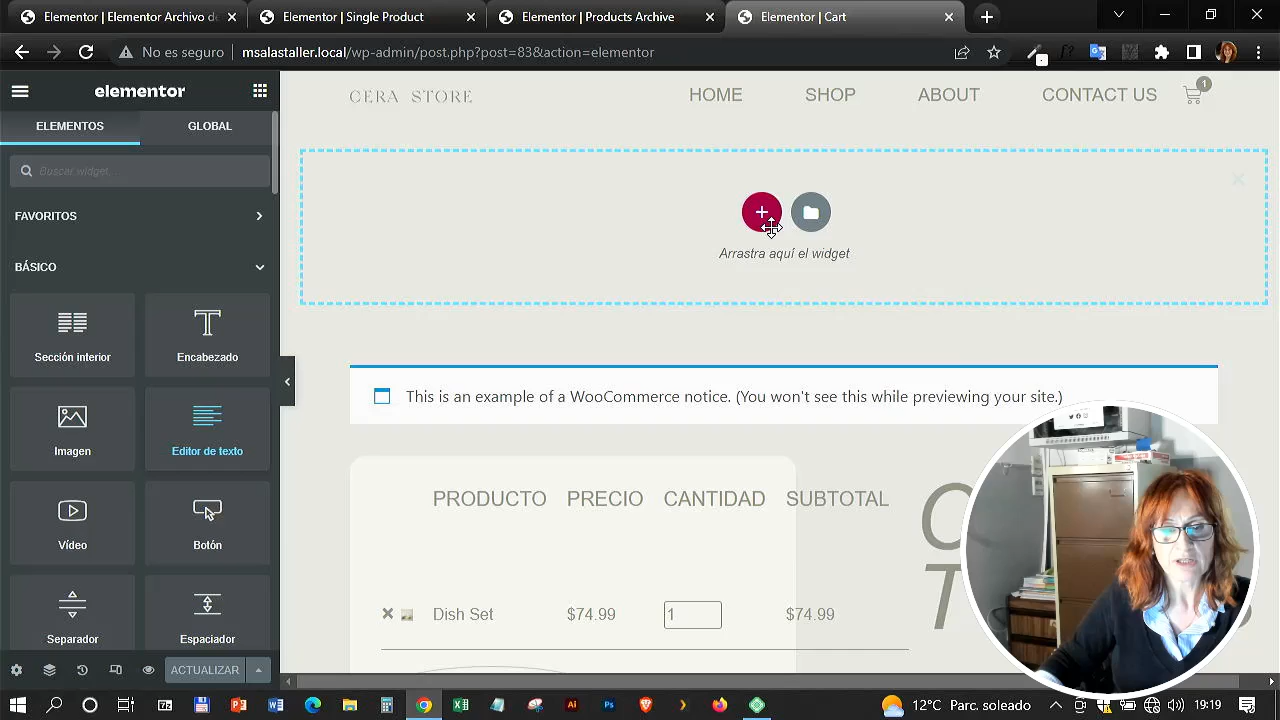 Elementor | Archivo de
Elementor | Single Product
Elementor | Products Archive
Elementor | Cart
No es seguro
msalastaller.local/wp-admin/post.php?post=83&action=elementor
elementor
ELEMENTOS
GLOBAL
Buscar widget...
FAVORITOS
BÁSICO
Sección interior
Encabezado
Imagen
Editor de texto
Vídeo
Botón
Separador
Espaciador
ACTUALIZAR
CERA STORE
HOME
SHOP
ABOUT
CONTACT US
1
Arrastra aquí el widget
This is an example of a WooCommerce notice. (You won't see this while previewing your site.)
PRODUCTO
PRECIO
CANTIDAD
SUBTOTAL
Dish Set
$74.99
1
$74.99
12°C Parc. soleado
19:19